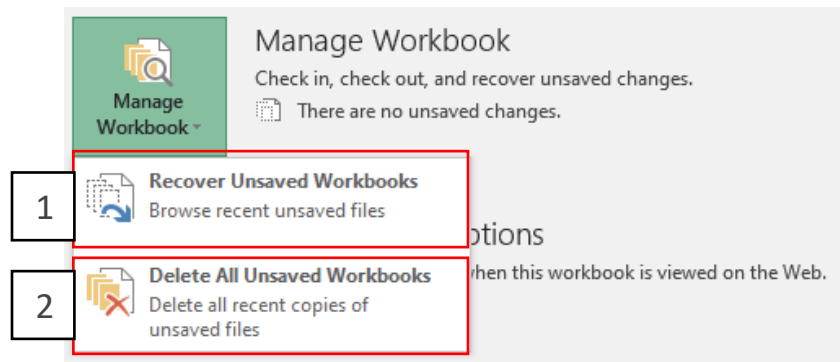 Manage Workbook
Check in, check out, and recover unsaved changes.
There are no unsaved changes.
Manage
Workbook
1
Recover Unsaved Workbooks
Browse recent unsaved files
ptions
when this workbook is viewed on the Web.
2
Delete All Unsaved Workbooks
Delete all recent copies of
unsaved files